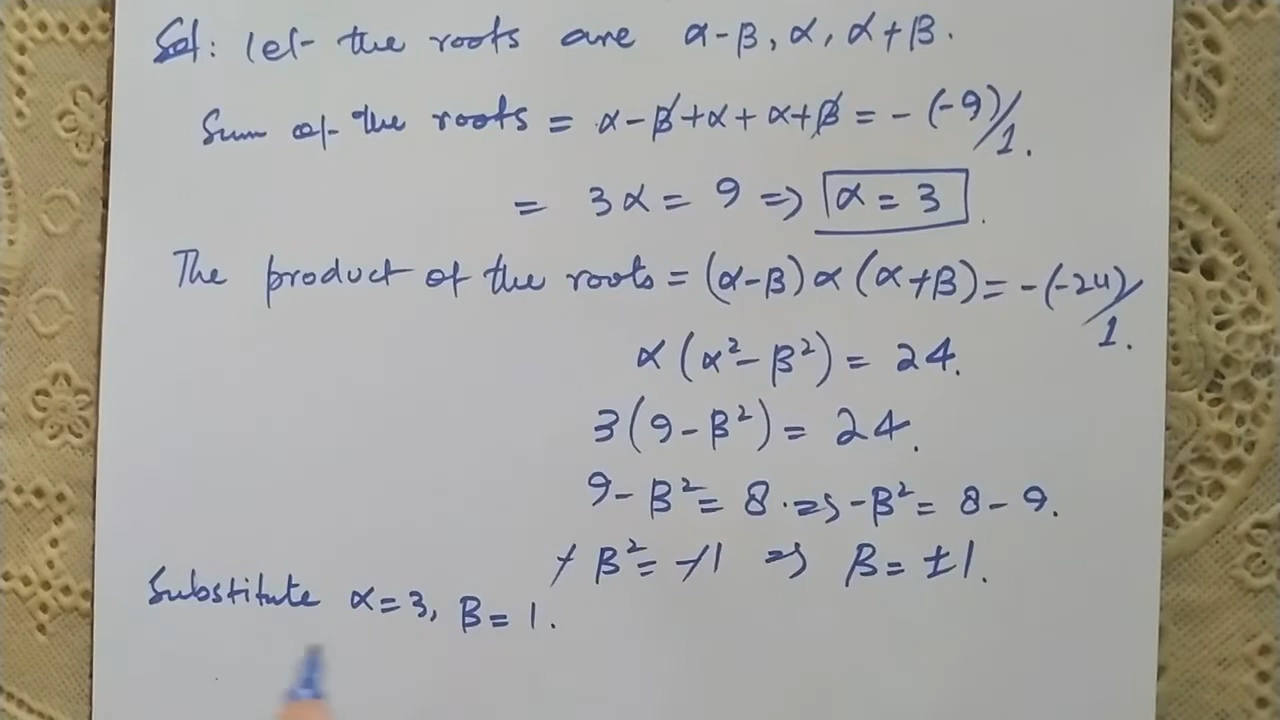 Sol: let the roots are α-β, α, α+β.
Sum of the roots = α-β+α+α+β = -(-9)/1.
= 3α = 9 => α = 3.
The product of the roots = (α-β)α(α+β) = -(-24)/1.
α(α²-β²) = 24.
3(9-β²) = 24.
9-β² = 8. => -β² = 8-9.
-β² = -1 => β = ±1.
Substitute α=3, β=1.